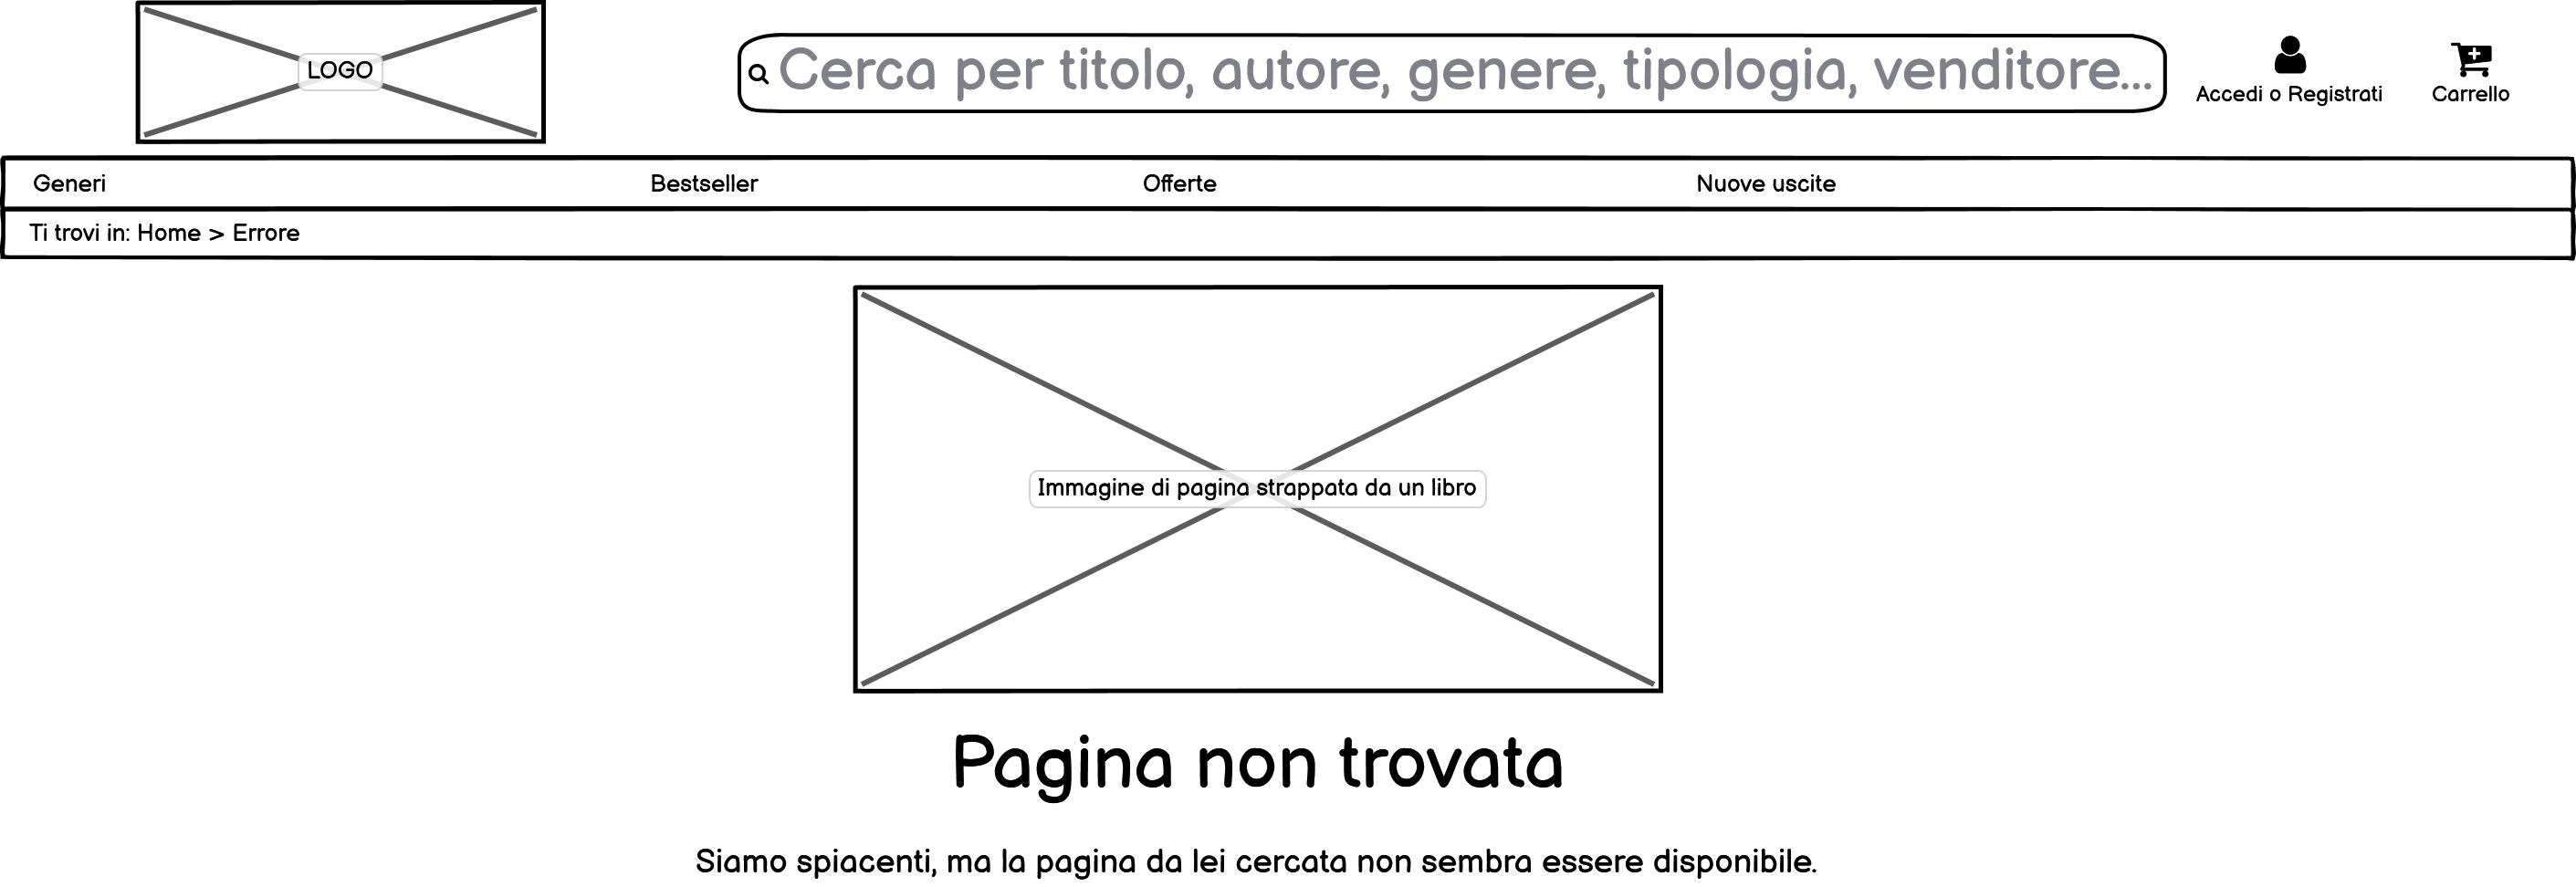 LOGO
Cerca per titolo, autore, genere, tipologia, venditore...
Accedi o Registrati
Carrello
Generi
Bestseller
Offerte
Nuove uscite
Ti trovi in: Home > Errore
Immagine di pagina strappata da un libro
Pagina non trovata
Siamo spiacenti, ma la pagina da lei cercata non sembra essere disponibile.